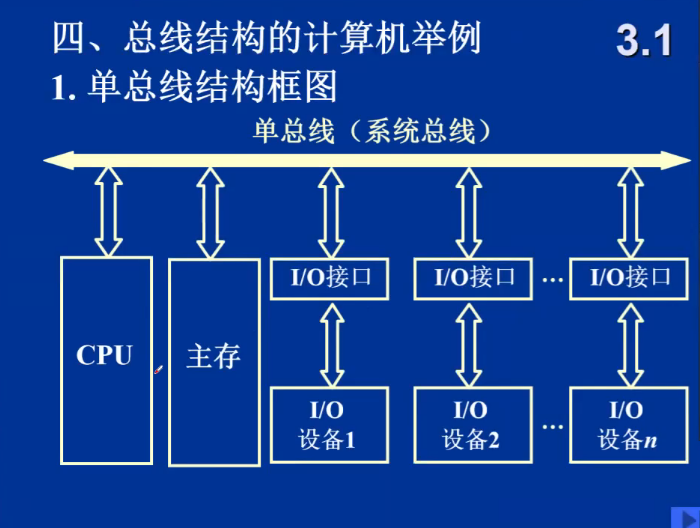 四、总线结构的计算机举例
3.1
1. 单总线结构框图
单总线（系统总线）
CPU
主存
I/O接口
I/O接口
…
I/O接口
I/O
设备1
I/O
设备2
…
I/O
设备n